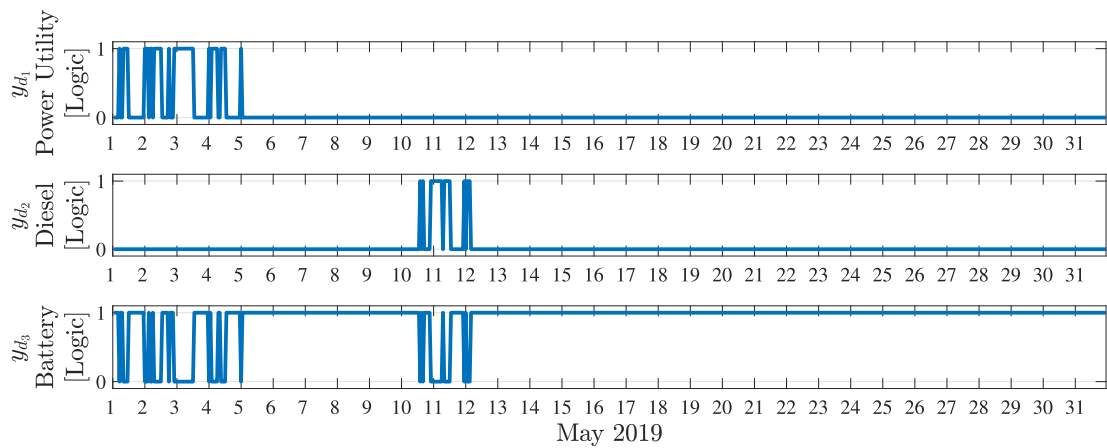 y_{d_1}
Power Utility
[Logic]
1
0
1 2 3 4 5 6 7 8 9 10 11 12 13 14 15 16 17 18 19 20 21 22 23 24 25 26 27 28 29 30 31
y_{d_2}
Diesel
[Logic]
1
0
1 2 3 4 5 6 7 8 9 10 11 12 13 14 15 16 17 18 19 20 21 22 23 24 25 26 27 28 29 30 31
y_{d_3}
Battery
[Logic]
1
0
1 2 3 4 5 6 7 8 9 10 11 12 13 14 15 16 17 18 19 20 21 22 23 24 25 26 27 28 29 30 31
May 2019